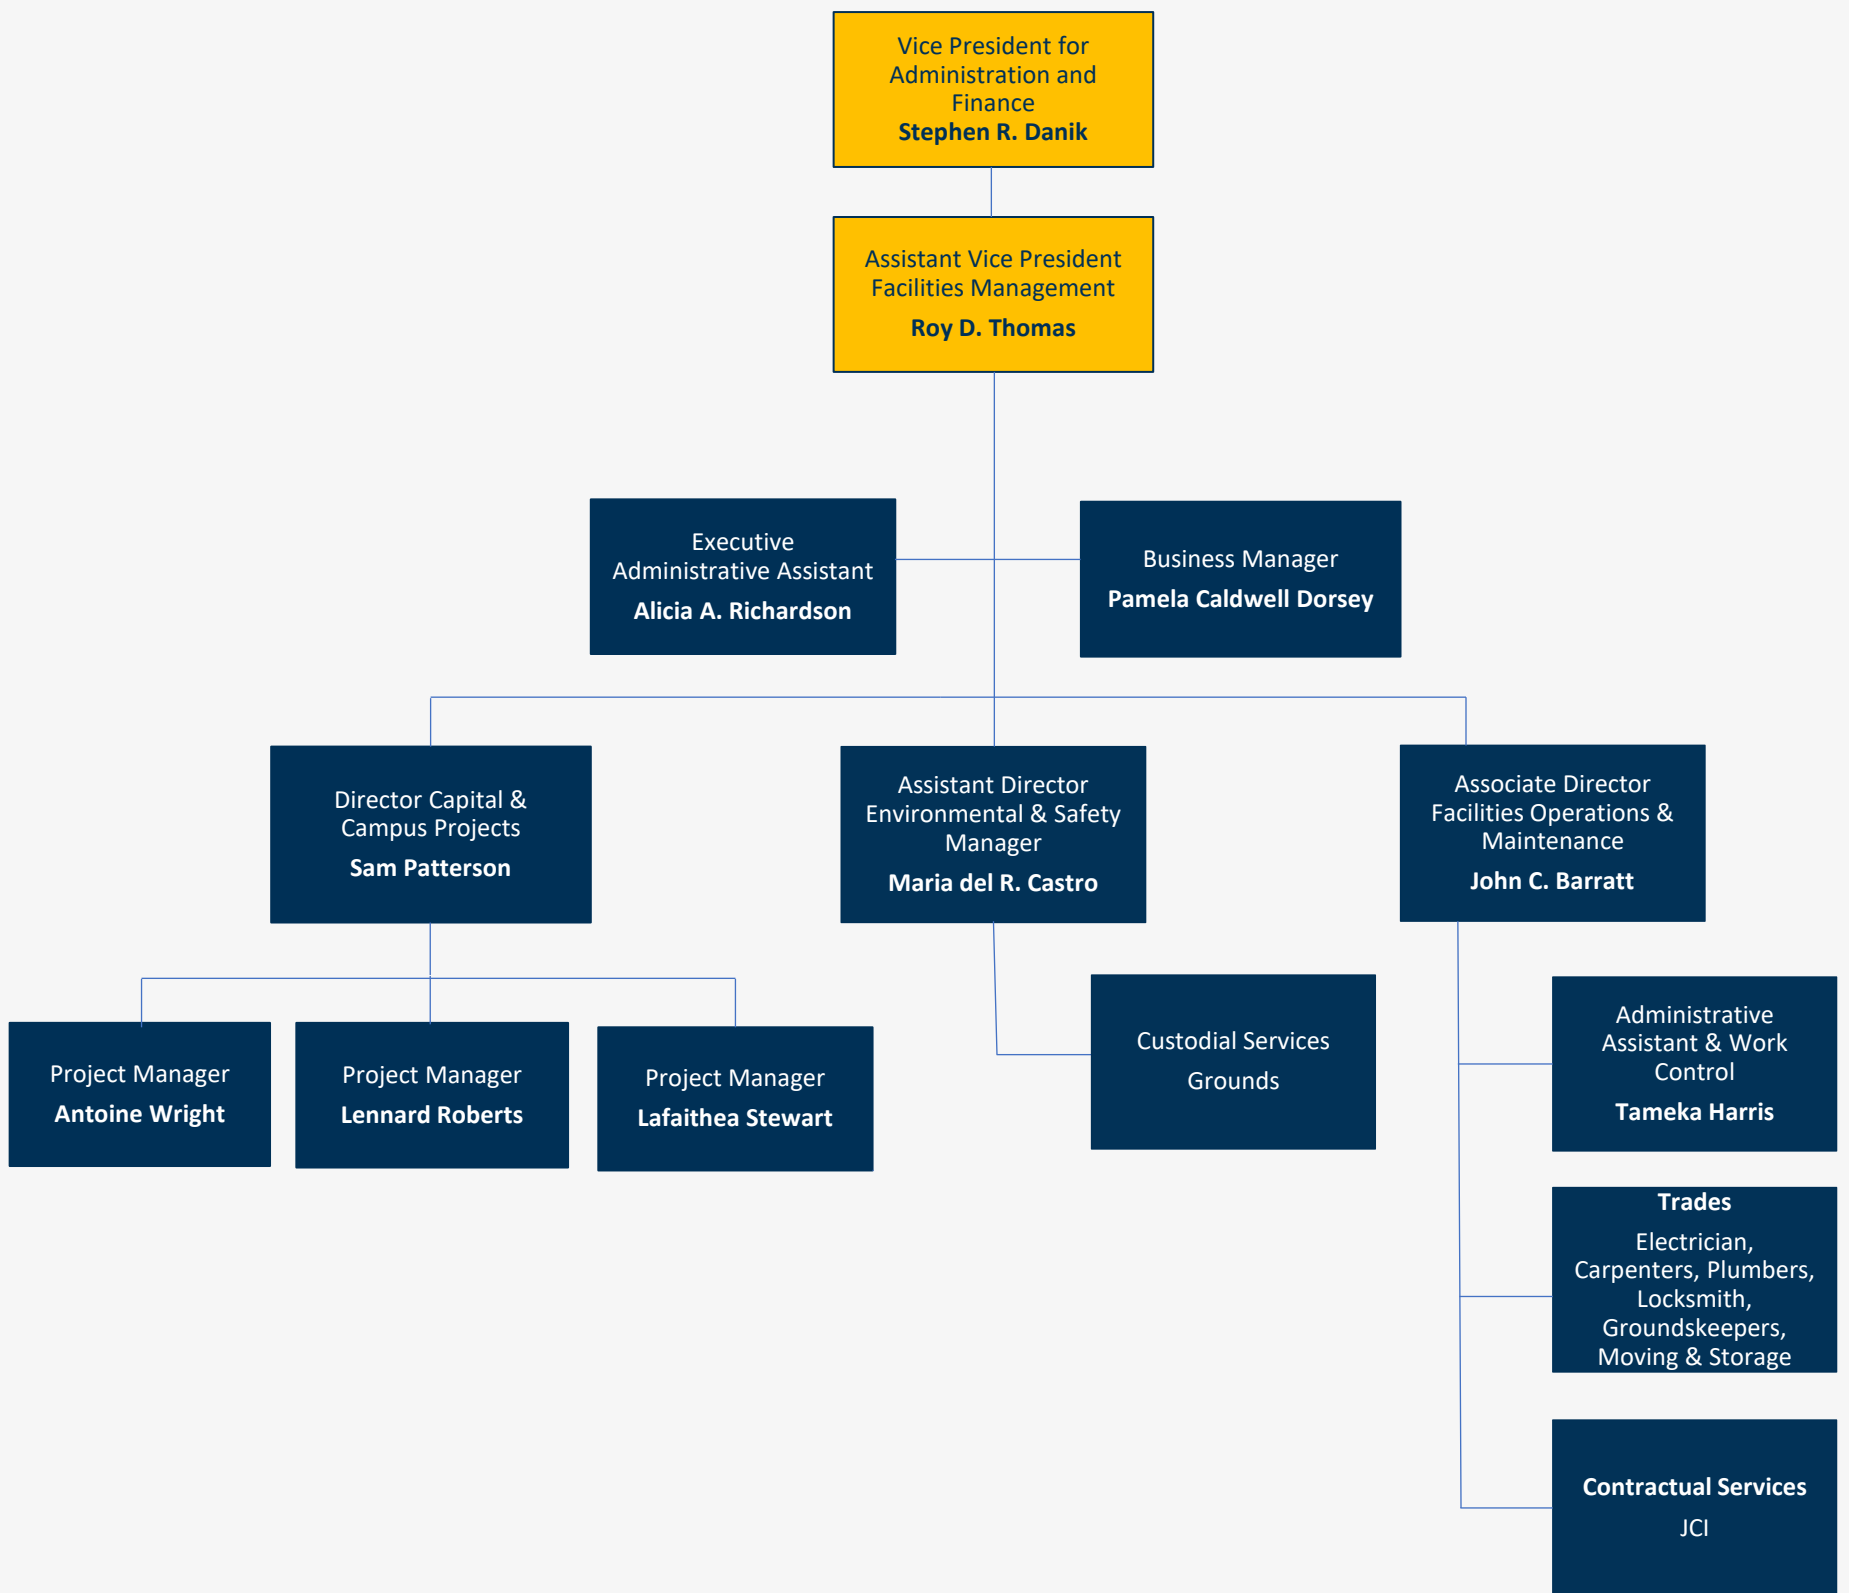 Vice President for
Administration and
Finance
Stephen R. Danik
Assistant Vice President
Facilities Management
Roy D. Thomas
Executive
Administrative Assistant
Alicia A. Richardson
Business Manager
Pamela Caldwell Dorsey
Director Capital &
Campus Projects
Sam Patterson
Assistant Director
Environmental & Safety
Manager
Maria del R. Castro
Associate Director
Facilities Operations &
Maintenance
John C. Barratt
Project Manager
Antoine Wright
Project Manager
Lennard Roberts
Project Manager
Lafaithea Stewart
Custodial Services
Grounds
Administrative
Assistant & Work
Control
Tameka Harris
Trades
Electrician,
Carpenters, Plumbers,
Locksmith,
Groundskeepers,
Moving & Storage
Contractual Services
JCI